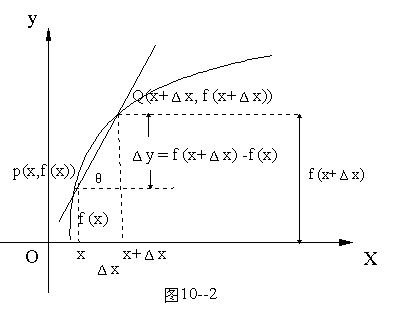 y
Q(x+Δx, f(x+Δx))
Δy=f(x+Δx)-f(x)
p(x,f(x))
θ
f(x+Δx)
f(x)
O
x
x+Δx
X
Δx
图10--2